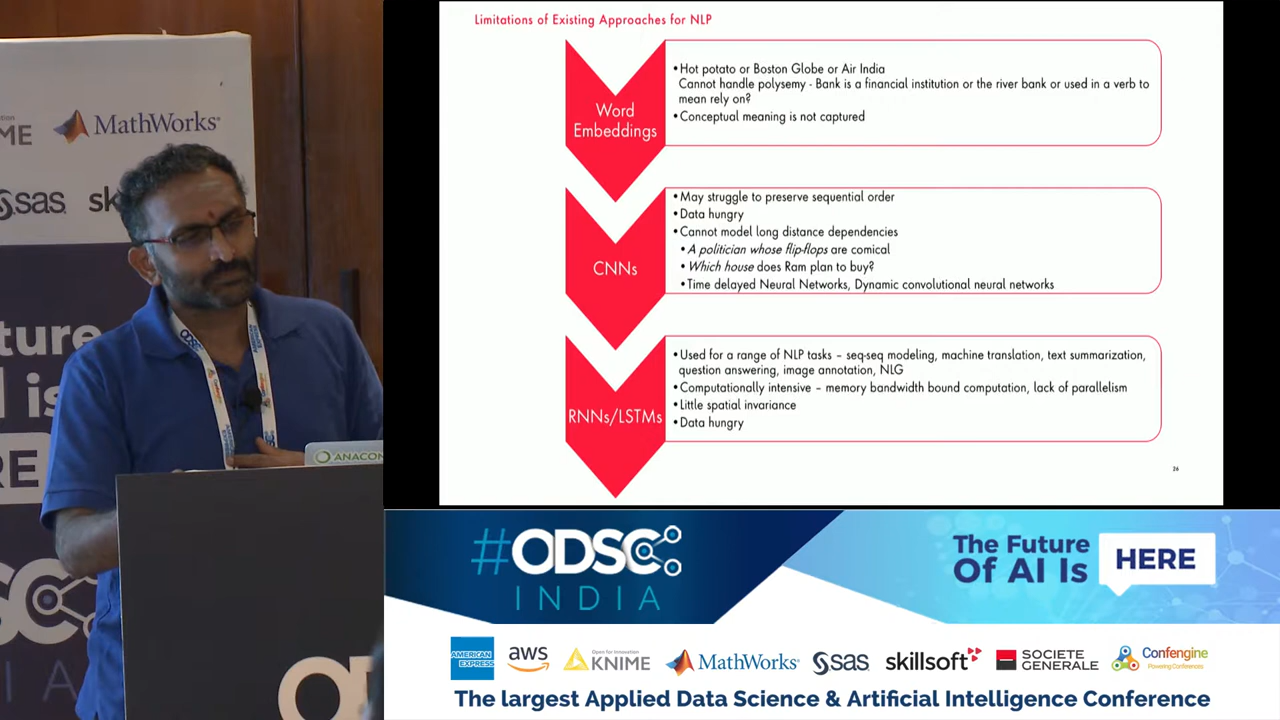 Limitations of Existing Approaches for NLP
Word
Embeddings
•Hot potato or Boston Globe or Air India
Cannot handle polysemy - Bank is a financial institution or the river bank or used in a verb to
mean rely on?
•Conceptual meaning is not captured
CNNs
•May struggle to preserve sequential order
•Data hungry
•Cannot model long distance dependencies
•A politician whose flip-flops are comical
•Which house does Ram plan to buy?
•Time delayed Neural Networks, Dynamic convolutional neural networks
RNNs/LSTMs
•Used for a range of NLP tasks – seq-seq modeling, machine translation, text summarization,
question answering, image annotation, NLG
•Computationally intensive – memory bandwidth bound computation, lack of parallelism
•Little spatial invariance
•Data hungry
26
MathWorks
sas
ODSC
ANACON
#ODSC
INDIA
The Future
Of AI Is
HERE
AMERICAN
EXPRESS
aws
Open for Innovation
KNIME
MathWorks
sas
skillsoft
SOCIETE
GENERALE
Confengine
Powering Conferences
The largest Applied Data Science & Artificial Intelligence Conference